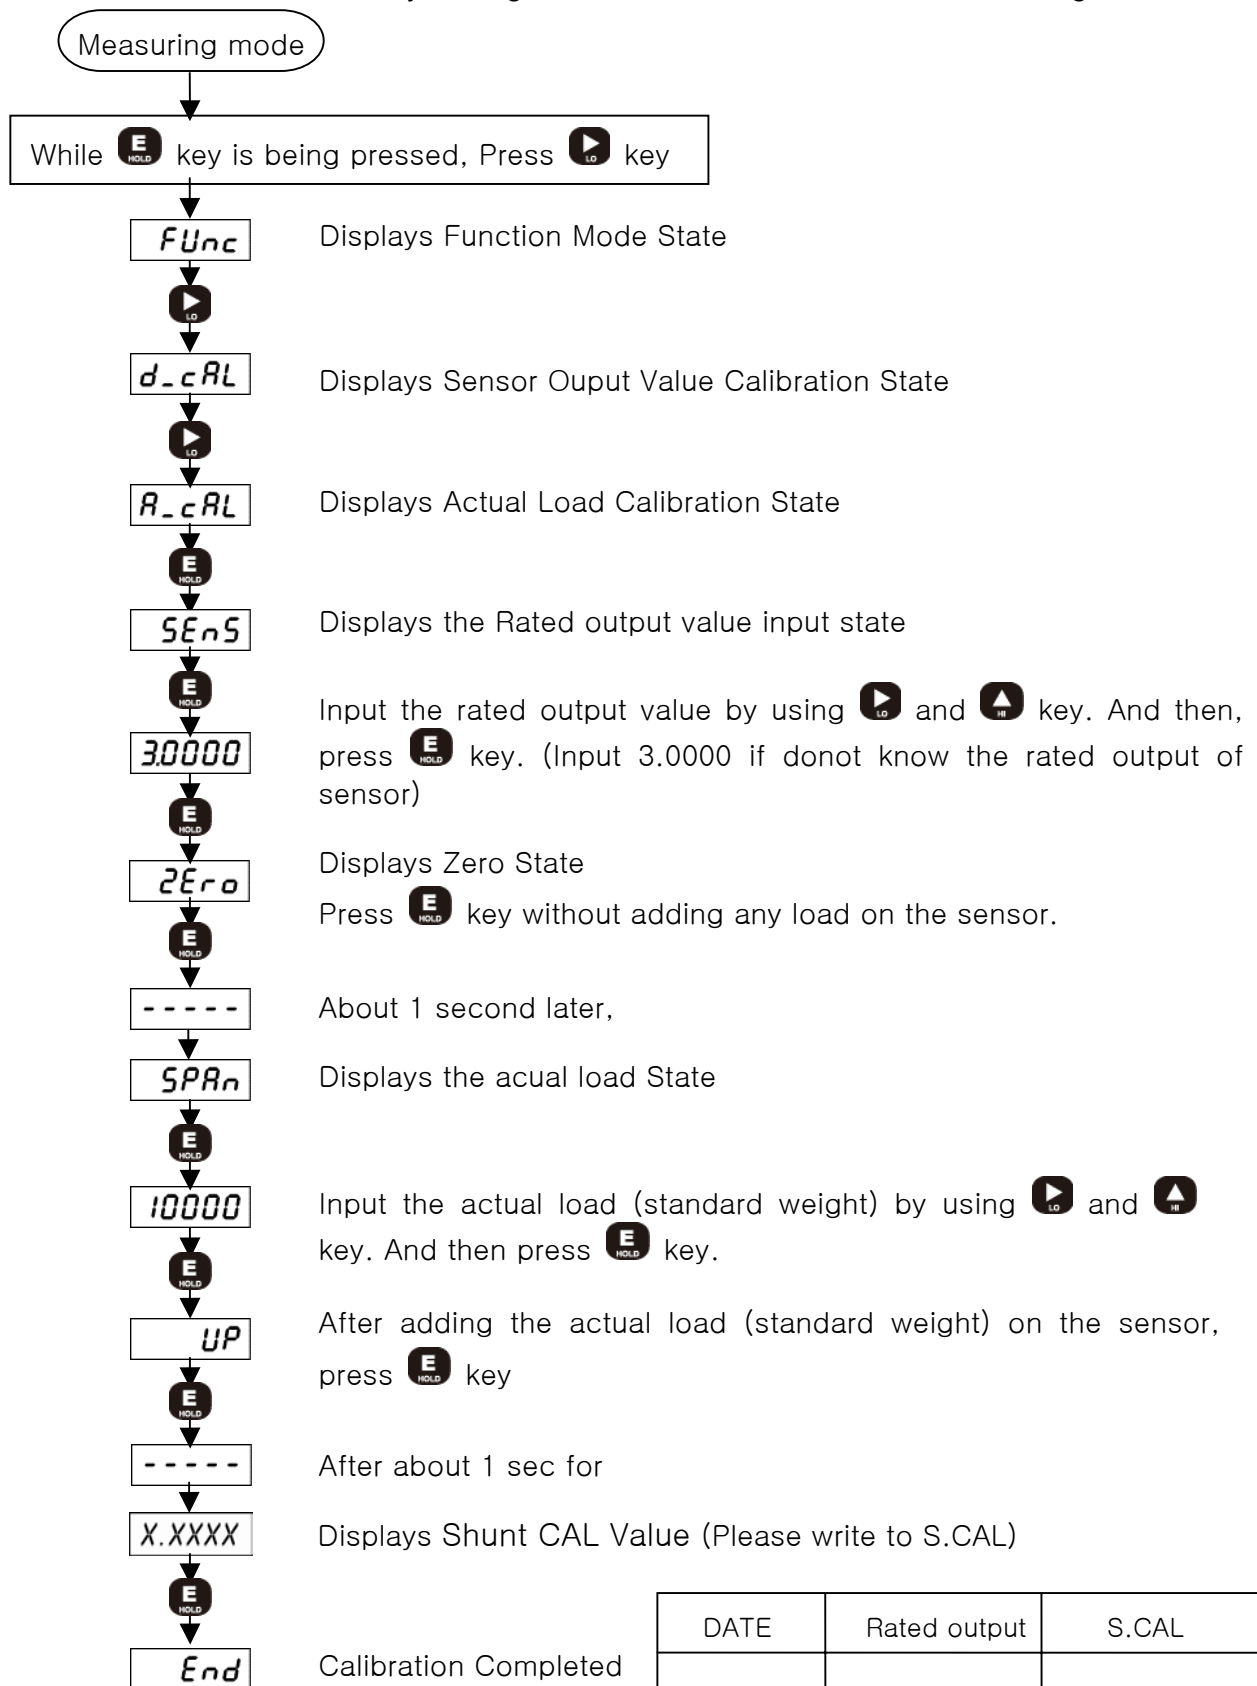 Measuring mode
While E HOLD key is being pressed, Press LO key
FUnc Displays Function Mode State
LO
d_cAL Displays Sensor Ouput Value Calibration State
LO
A_cAL Displays Actual Load Calibration State
E HOLD
SEnS Displays the Rated output value input state
E HOLD
Input the rated output value by using LO and HI key. And then,
3.0000 press E HOLD key. (Input 3.0000 if donot know the rated output of
sensor)
E HOLD
ZEro Displays Zero State
Press E HOLD key without adding any load on the sensor.
E HOLD
----- About 1 second later,
SPAn Displays the acual load State
E HOLD
10000 Input the actual load (standard weight) by using LO and HI
key. And then press E HOLD key.
E HOLD
UP After adding the actual load (standard weight) on the sensor,
press E HOLD key
E HOLD
----- After about 1 sec for
X.XXXX Displays Shunt CAL Value (Please write to S.CAL)
E HOLD
DATE Rated output S.CAL
End Calibration Completed